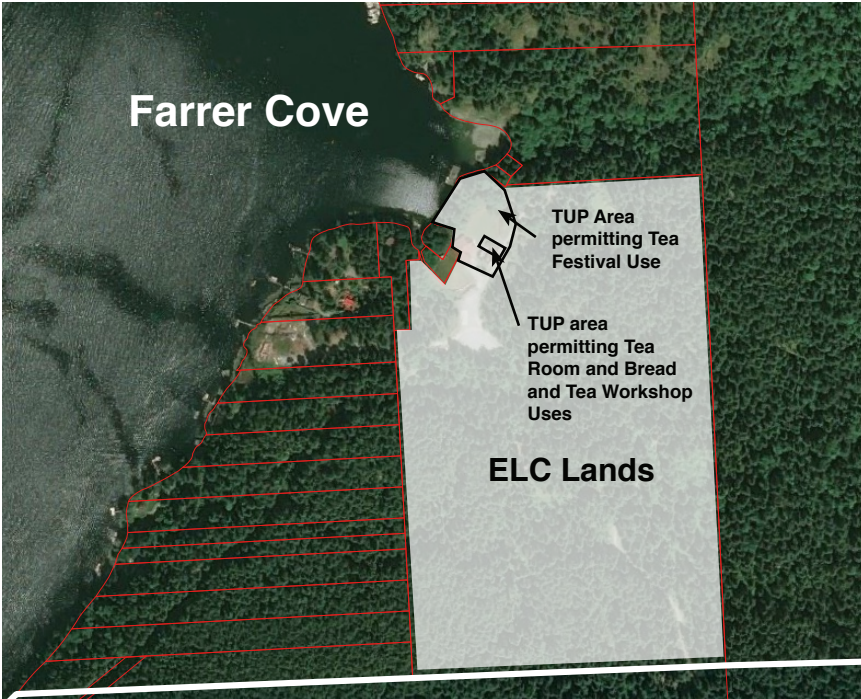 Farrer Cove
TUP Area
permitting Tea
Festival Use
TUP area
permitting Tea
Room and Bread
and Tea Workshop
Uses
ELC Lands